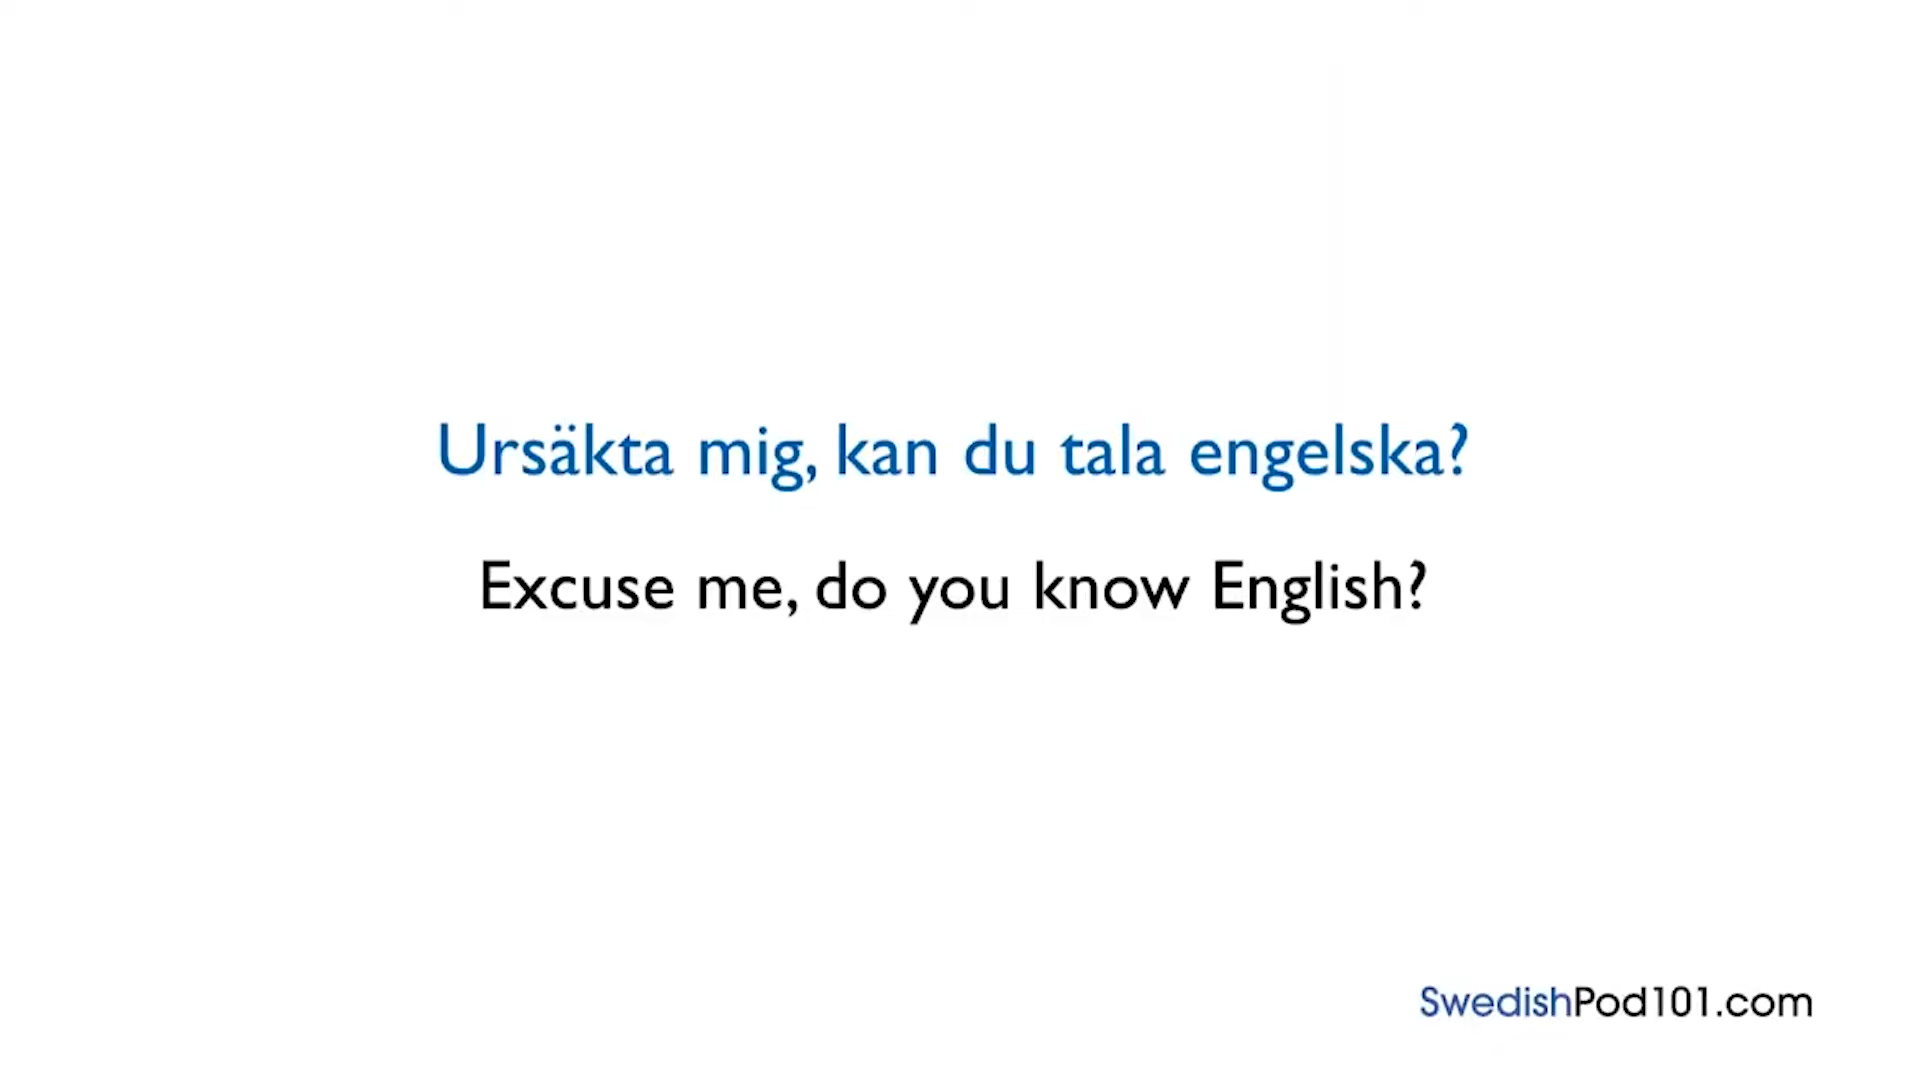 Ursäkta mig, kan du tala engelska?
Excuse me, do you know English?
SwedishPod101.com